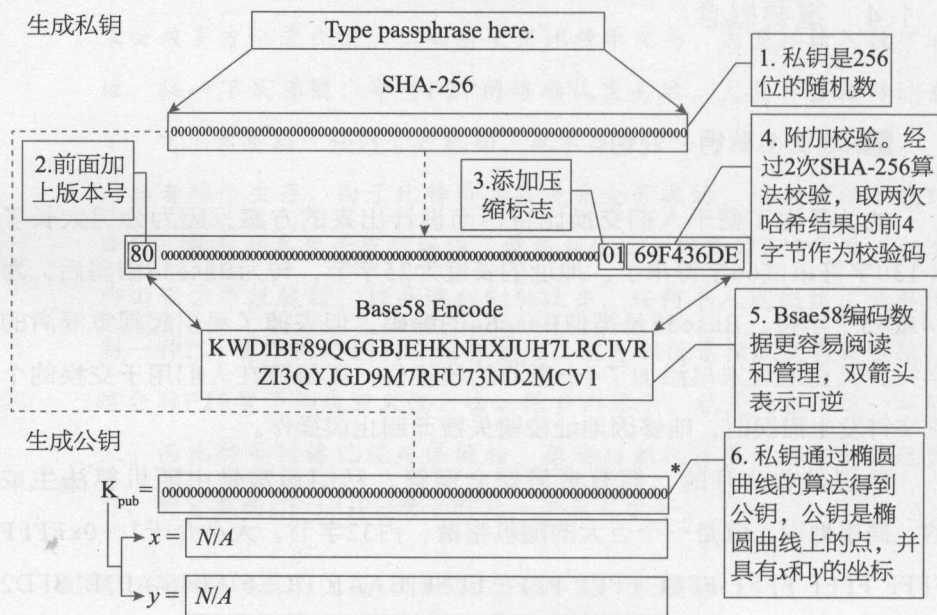 生成私钥
Type passphrase here.
SHA-256
1. 私钥是256
位的随机数
2.前面加
上版本号
3.添加压
缩标志
4. 附加校验。经
过2次SHA-256算
法校验，取两次
哈希结果的前4
字节作为校验码
80
01
69F436DE
Base58 Encode
KWDIBF89QGGBJEHKNHXJUH7LRCIVR
ZI3QYJGD9M7RFU73ND2MCV1
5. Bsae58编码数
据更容易阅读
和管理，双箭头
表示可逆
生成公钥
K pub =
*
x = N/A
y = N/A
6. 私钥通过椭圆
曲线的算法得到
公钥，公钥是椭
圆曲线上的点，并
具有x和y的坐标